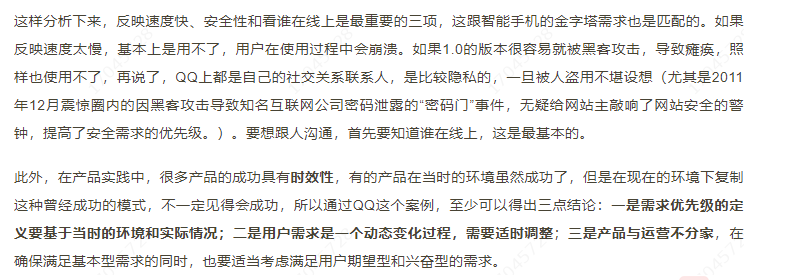 这样分析下来，反映速度快、安全性和看谁在线上是最重要的三项，这跟智能手机的金字塔需求也是匹配的。如果
反映速度太慢，基本上是用不了，用户在使用过程中会崩溃。如果1.0的版本很容易就被黑客攻击，导致瘫痪，照
样也使用不了，再说了，QQ上都是自己的社交关系联系人，是比较隐私的，一旦被人盗用不堪设想（尤其是2011
年12月震惊圈内的因黑客攻击导致知名互联网公司密码泄露的“密码门”事件，无疑给网站主敲响了网站安全的警
钟，提高了安全需求的优先级。）。要想跟人沟通，首先要知道谁在线上，这是最基本的。
此外，在产品实践中，很多产品的成功具有时效性，有的产品在当时的环境虽然成功了，但是在现在的环境下复制
这种曾经成功的模式，不一定见得会成功，所以通过QQ这个案例，至少可以得出三点结论：一是需求优先级的定
义要基于当时的环境和实际情况；二是用户需求是一个动态变化过程，需要适时调整；三是产品与运营不分家，在
确保满足基本型需求的同时，也要适当考虑满足用户期望型和兴奋型的需求。